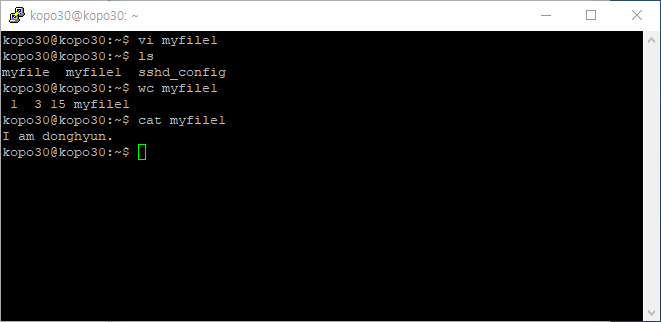 kopo30@kopo30: ~
kopo30@kopo30:~$ vi myfile1
kopo30@kopo30:~$ ls
myfile  myfile1  sshd_config
kopo30@kopo30:~$ wc myfile1
 1  3 15 myfile1
kopo30@kopo30:~$ cat myfile1
I am donghyun.
kopo30@kopo30:~$